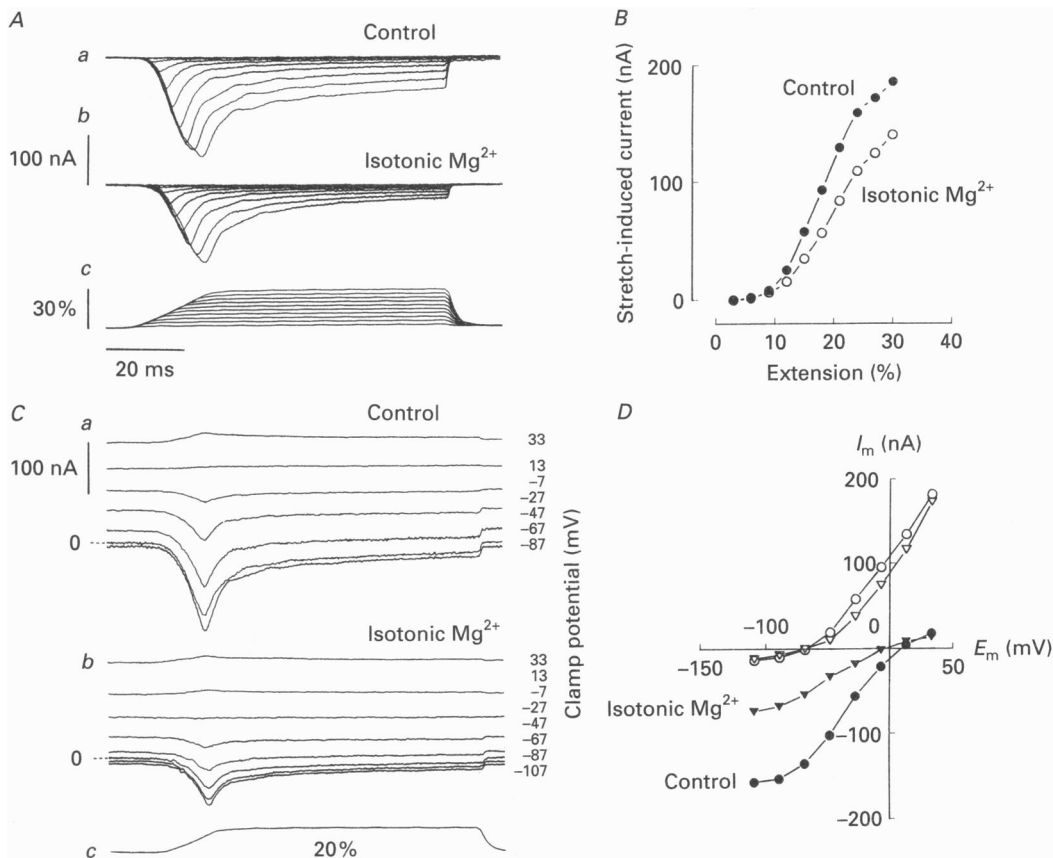 A
Control
a
b
100 nA
Isotonic Mg²⁺
c
30%
20 ms
B
Stretch-induced current (nA)
200
100
0
Control
Isotonic Mg²⁺
0 10 20 30 40
Extension (%)
C
Control
a
100 nA
0
33
13
−7
−27
−47
−67
−87
Isotonic Mg²⁺
b
0
33
13
−7
−27
−47
−67
−87
−107
Clamp potential (mV)
c
20%
D
Iₘ (nA)
200
100
−100
0
−150
50
Eₘ (mV)
Isotonic Mg²⁺
−100
Control
−200